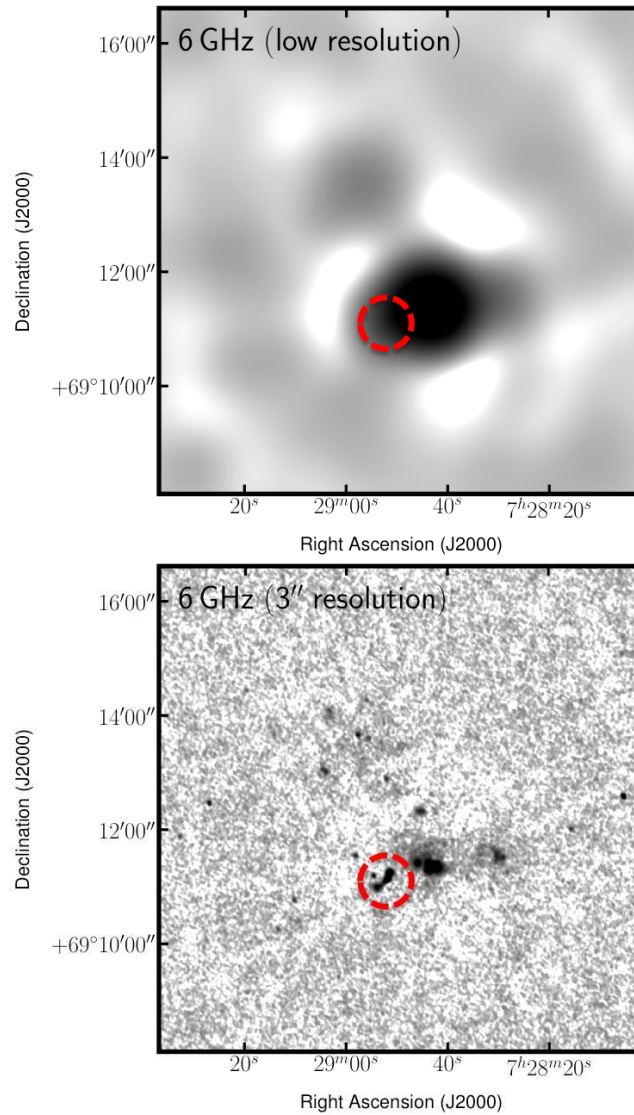 6 GHz (low resolution)
16′00″
14′00″
12′00″
+69°10′00″
Declination (J2000)
20ˢ
29ᵐ00ˢ
40ˢ
7ʰ28ᵐ20ˢ
Right Ascension (J2000)
6 GHz (3″ resolution)
16′00″
14′00″
12′00″
+69°10′00″
Declination (J2000)
20ˢ
29ᵐ00ˢ
40ˢ
7ʰ28ᵐ20ˢ
Right Ascension (J2000)